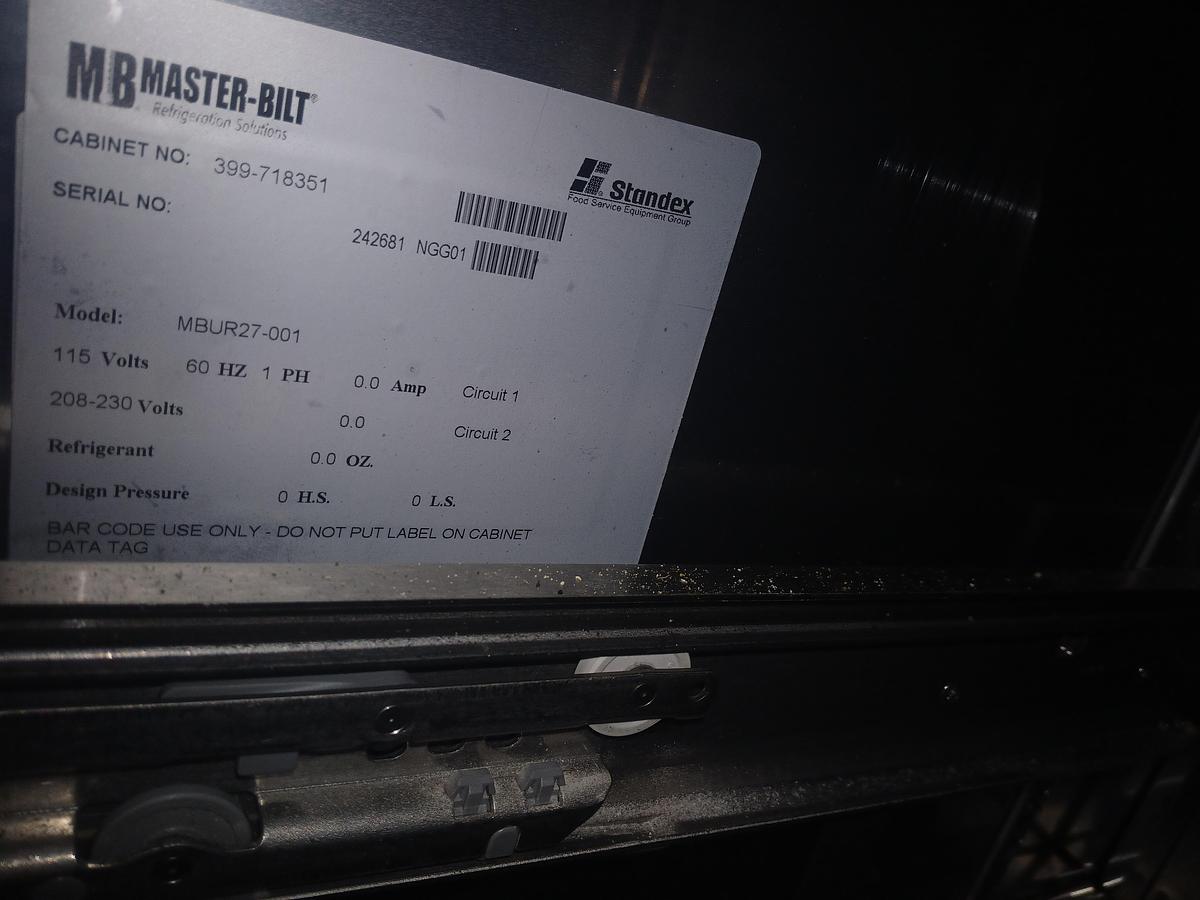 MB MASTER-BILT®
Refrigeration Solutions
CABINET NO: 399-718351
Standex
Food Service Equipment Group
SERIAL NO:
242681 NGG01
Model: MBUR27-001
115 Volts 60 HZ 1 PH 0.0 Amp Circuit 1
208-230 Volts 0.0 Circuit 2
Refrigerant 0.0 OZ.
Design Pressure 0 H.S. 0 L.S.
BAR CODE USE ONLY - DO NOT PUT LABEL ON CABINET
DATA TAG